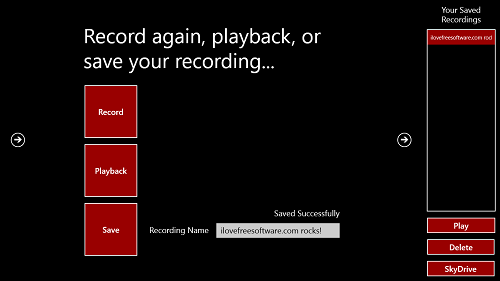 Record again, playback, or
save your recording...
Record
Playback
Save
Saved Successfully
Recording Name
ilovefreesoftware.com rocks!
Your Saved
Recordings
ilovefreesoftware.com rod
Play
Delete
SkyDrive